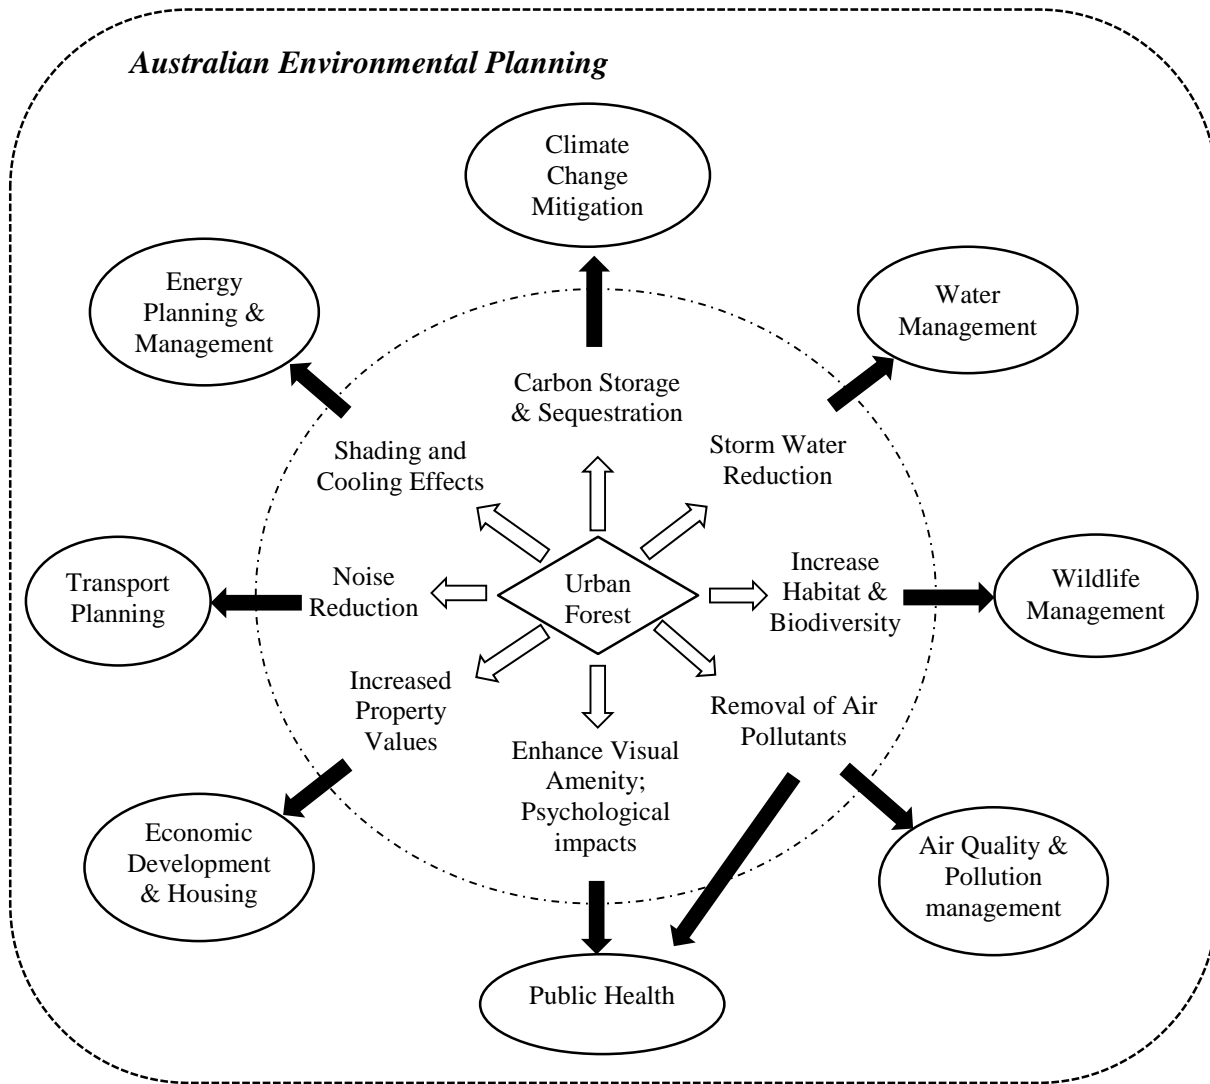 Australian Environmental Planning
Climate
Change
Mitigation
Energy
Planning &
Management
Water
Management
Carbon Storage
& Sequestration
Shading and
Cooling Effects
Storm Water
Reduction
Transport
Planning
Noise
Reduction
Urban
Forest
Increase
Habitat &
Biodiversity
Wildlife
Management
Increased
Property
Values
Enhance Visual
Amenity;
Psychological
impacts
Removal of Air
Pollutants
Economic
Development
& Housing
Air Quality &
Pollution
management
Public Health